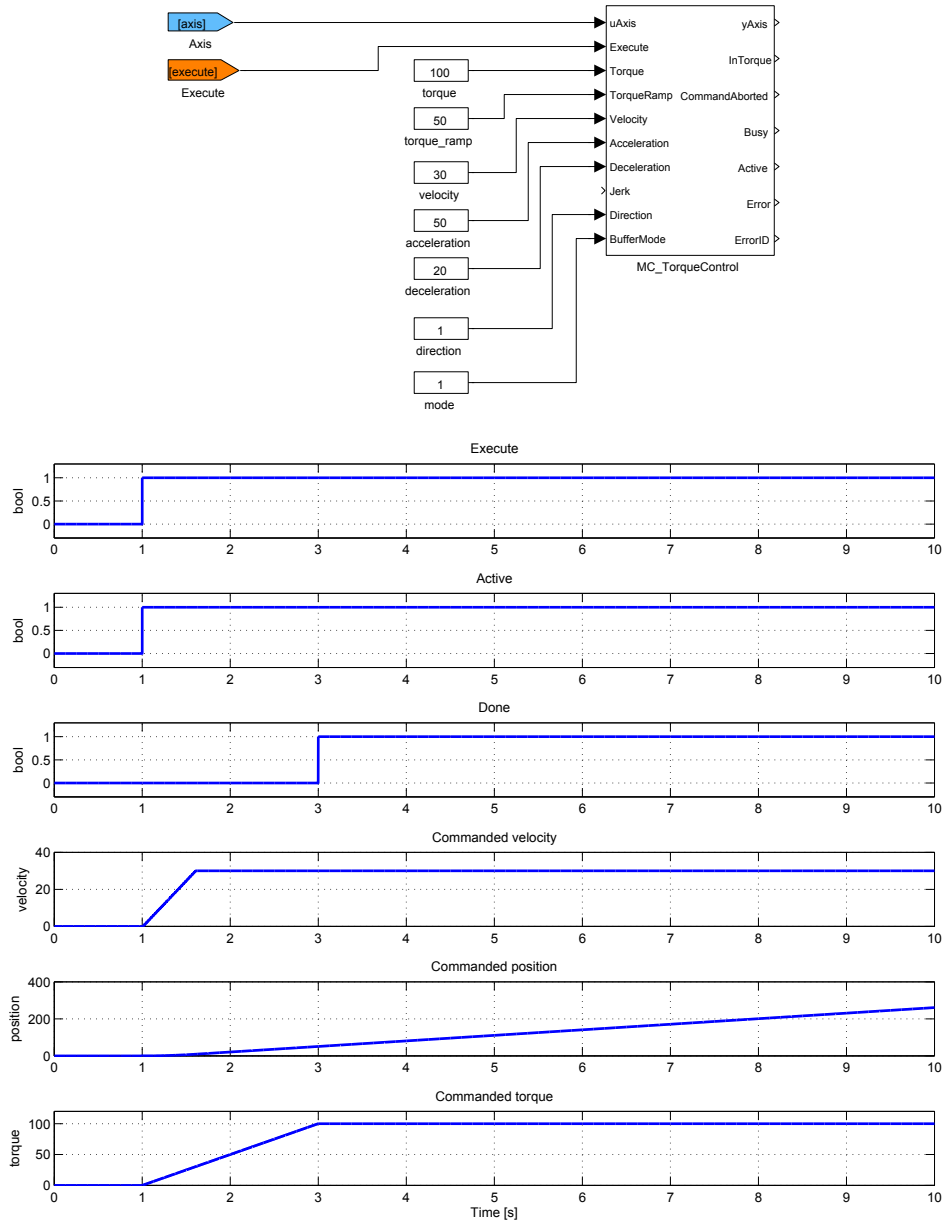 [axis]
Axis
[execute]
Execute
100
torque
50
torque_ramp
30
velocity
50
acceleration
20
deceleration
1
direction
1
mode
uAxis
Execute
Torque
TorqueRamp
Velocity
Acceleration
Deceleration
Jerk
Direction
BufferMode
yAxis
InTorque
CommandAborted
Busy
Active
Error
ErrorID
MC_TorqueControl
Execute
bool
1
0.5
0
0 1 2 3 4 5 6 7 8 9 10
Active
bool
1
0.5
0
0 1 2 3 4 5 6 7 8 9 10
Done
bool
1
0.5
0
0 1 2 3 4 5 6 7 8 9 10
Commanded velocity
velocity
40
20
0
0 1 2 3 4 5 6 7 8 9 10
Commanded position
position
400
200
0
0 1 2 3 4 5 6 7 8 9 10
Commanded torque
torque
100
50
0
0 1 2 3 4 5 6 7 8 9 10
Time [s]